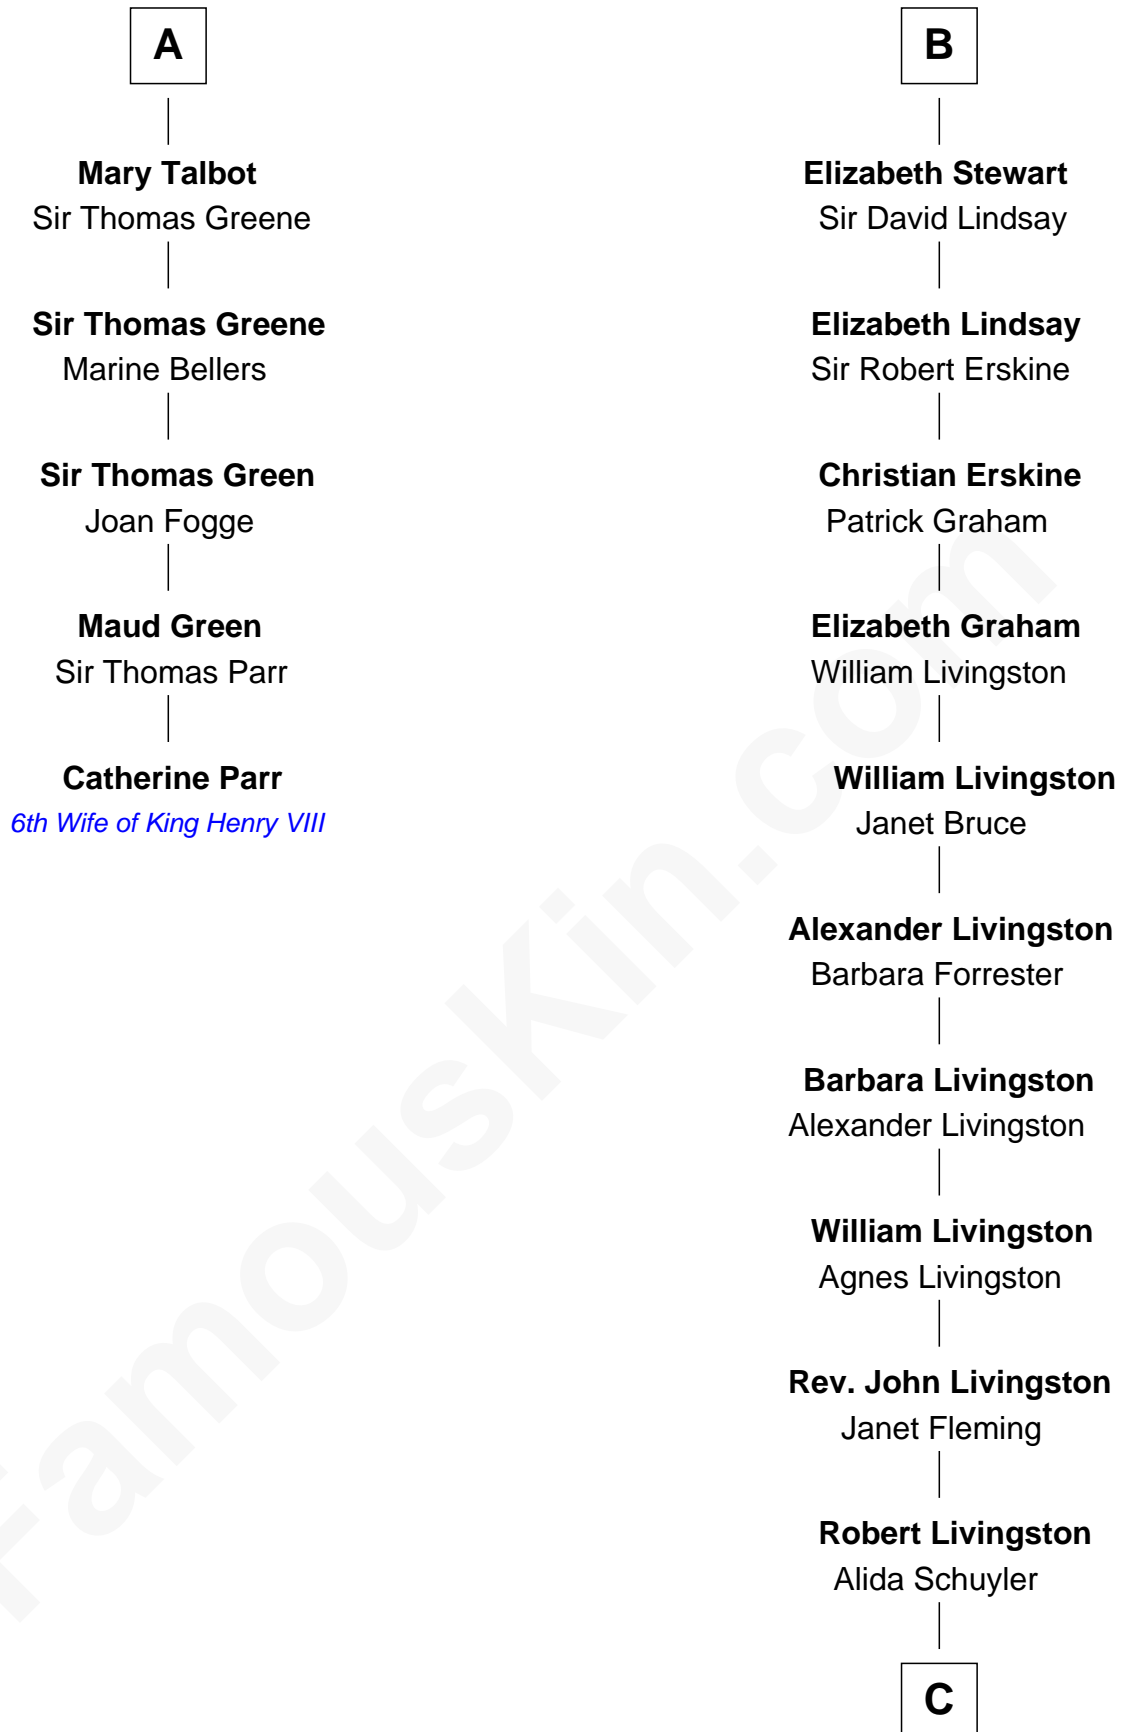 A
Mary Talbot
Sir Thomas Greene
Sir Thomas Greene
Marine Bellers
Sir Thomas Green
Joan Fogge
Maud Green
Sir Thomas Parr
Catherine Parr
6th Wife of King Henry VIII
B
Elizabeth Stewart
Sir David Lindsay
Elizabeth Lindsay
Sir Robert Erskine
Christian Erskine
Patrick Graham
Elizabeth Graham
William Livingston
William Livingston
Janet Bruce
Alexander Livingston
Barbara Forrester
Barbara Livingston
Alexander Livingston
William Livingston
Agnes Livingston
Rev. John Livingston
Janet Fleming
Robert Livingston
Alida Schuyler
C
FamousKin.com